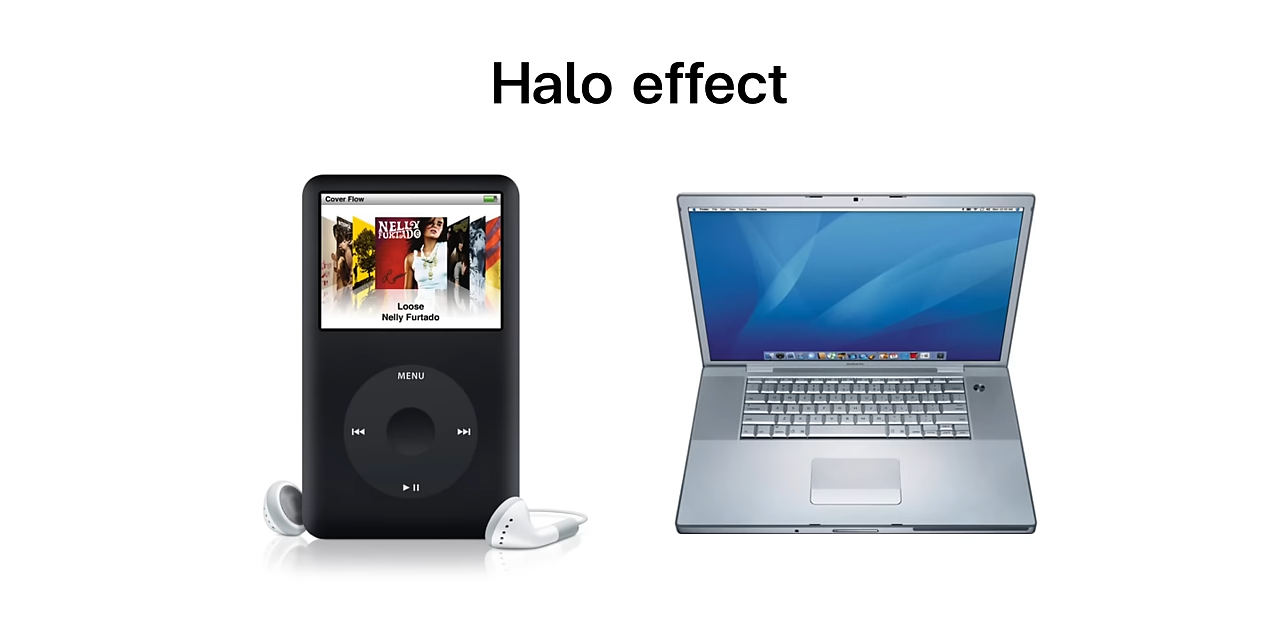 Halo effect
Cover Flow
NELLY
FURTADO
Loose
Nelly Furtado
MENU